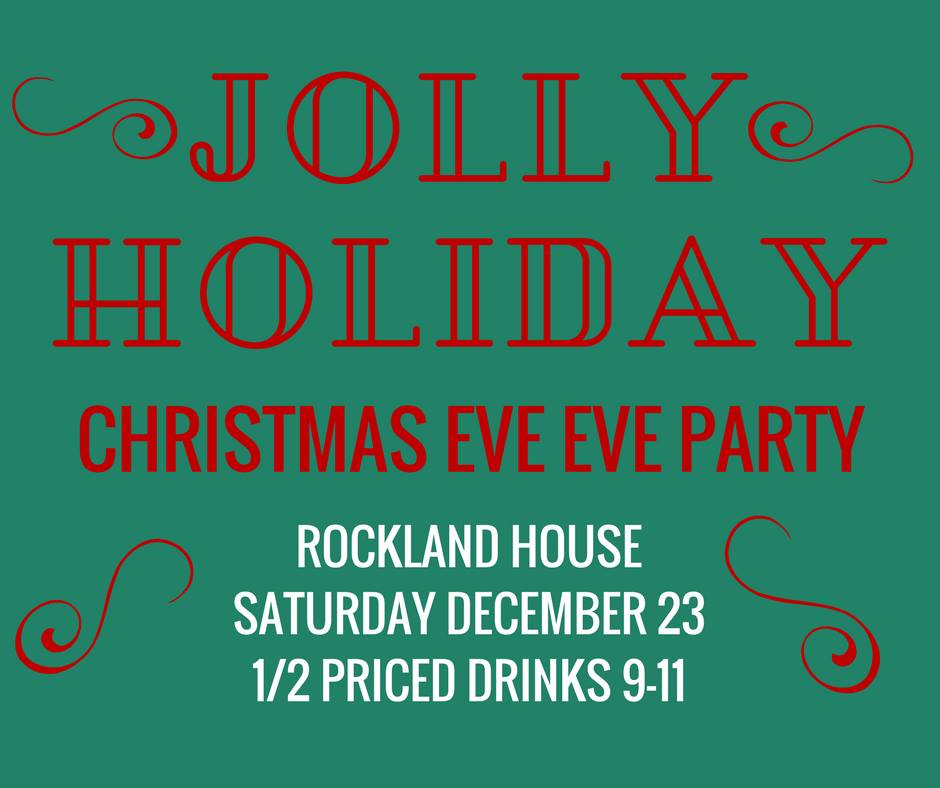 JOLLY
HOLIDAY
CHRISTMAS EVE EVE PARTY
ROCKLAND HOUSE
SATURDAY DECEMBER 23
1/2 PRICED DRINKS 9-11